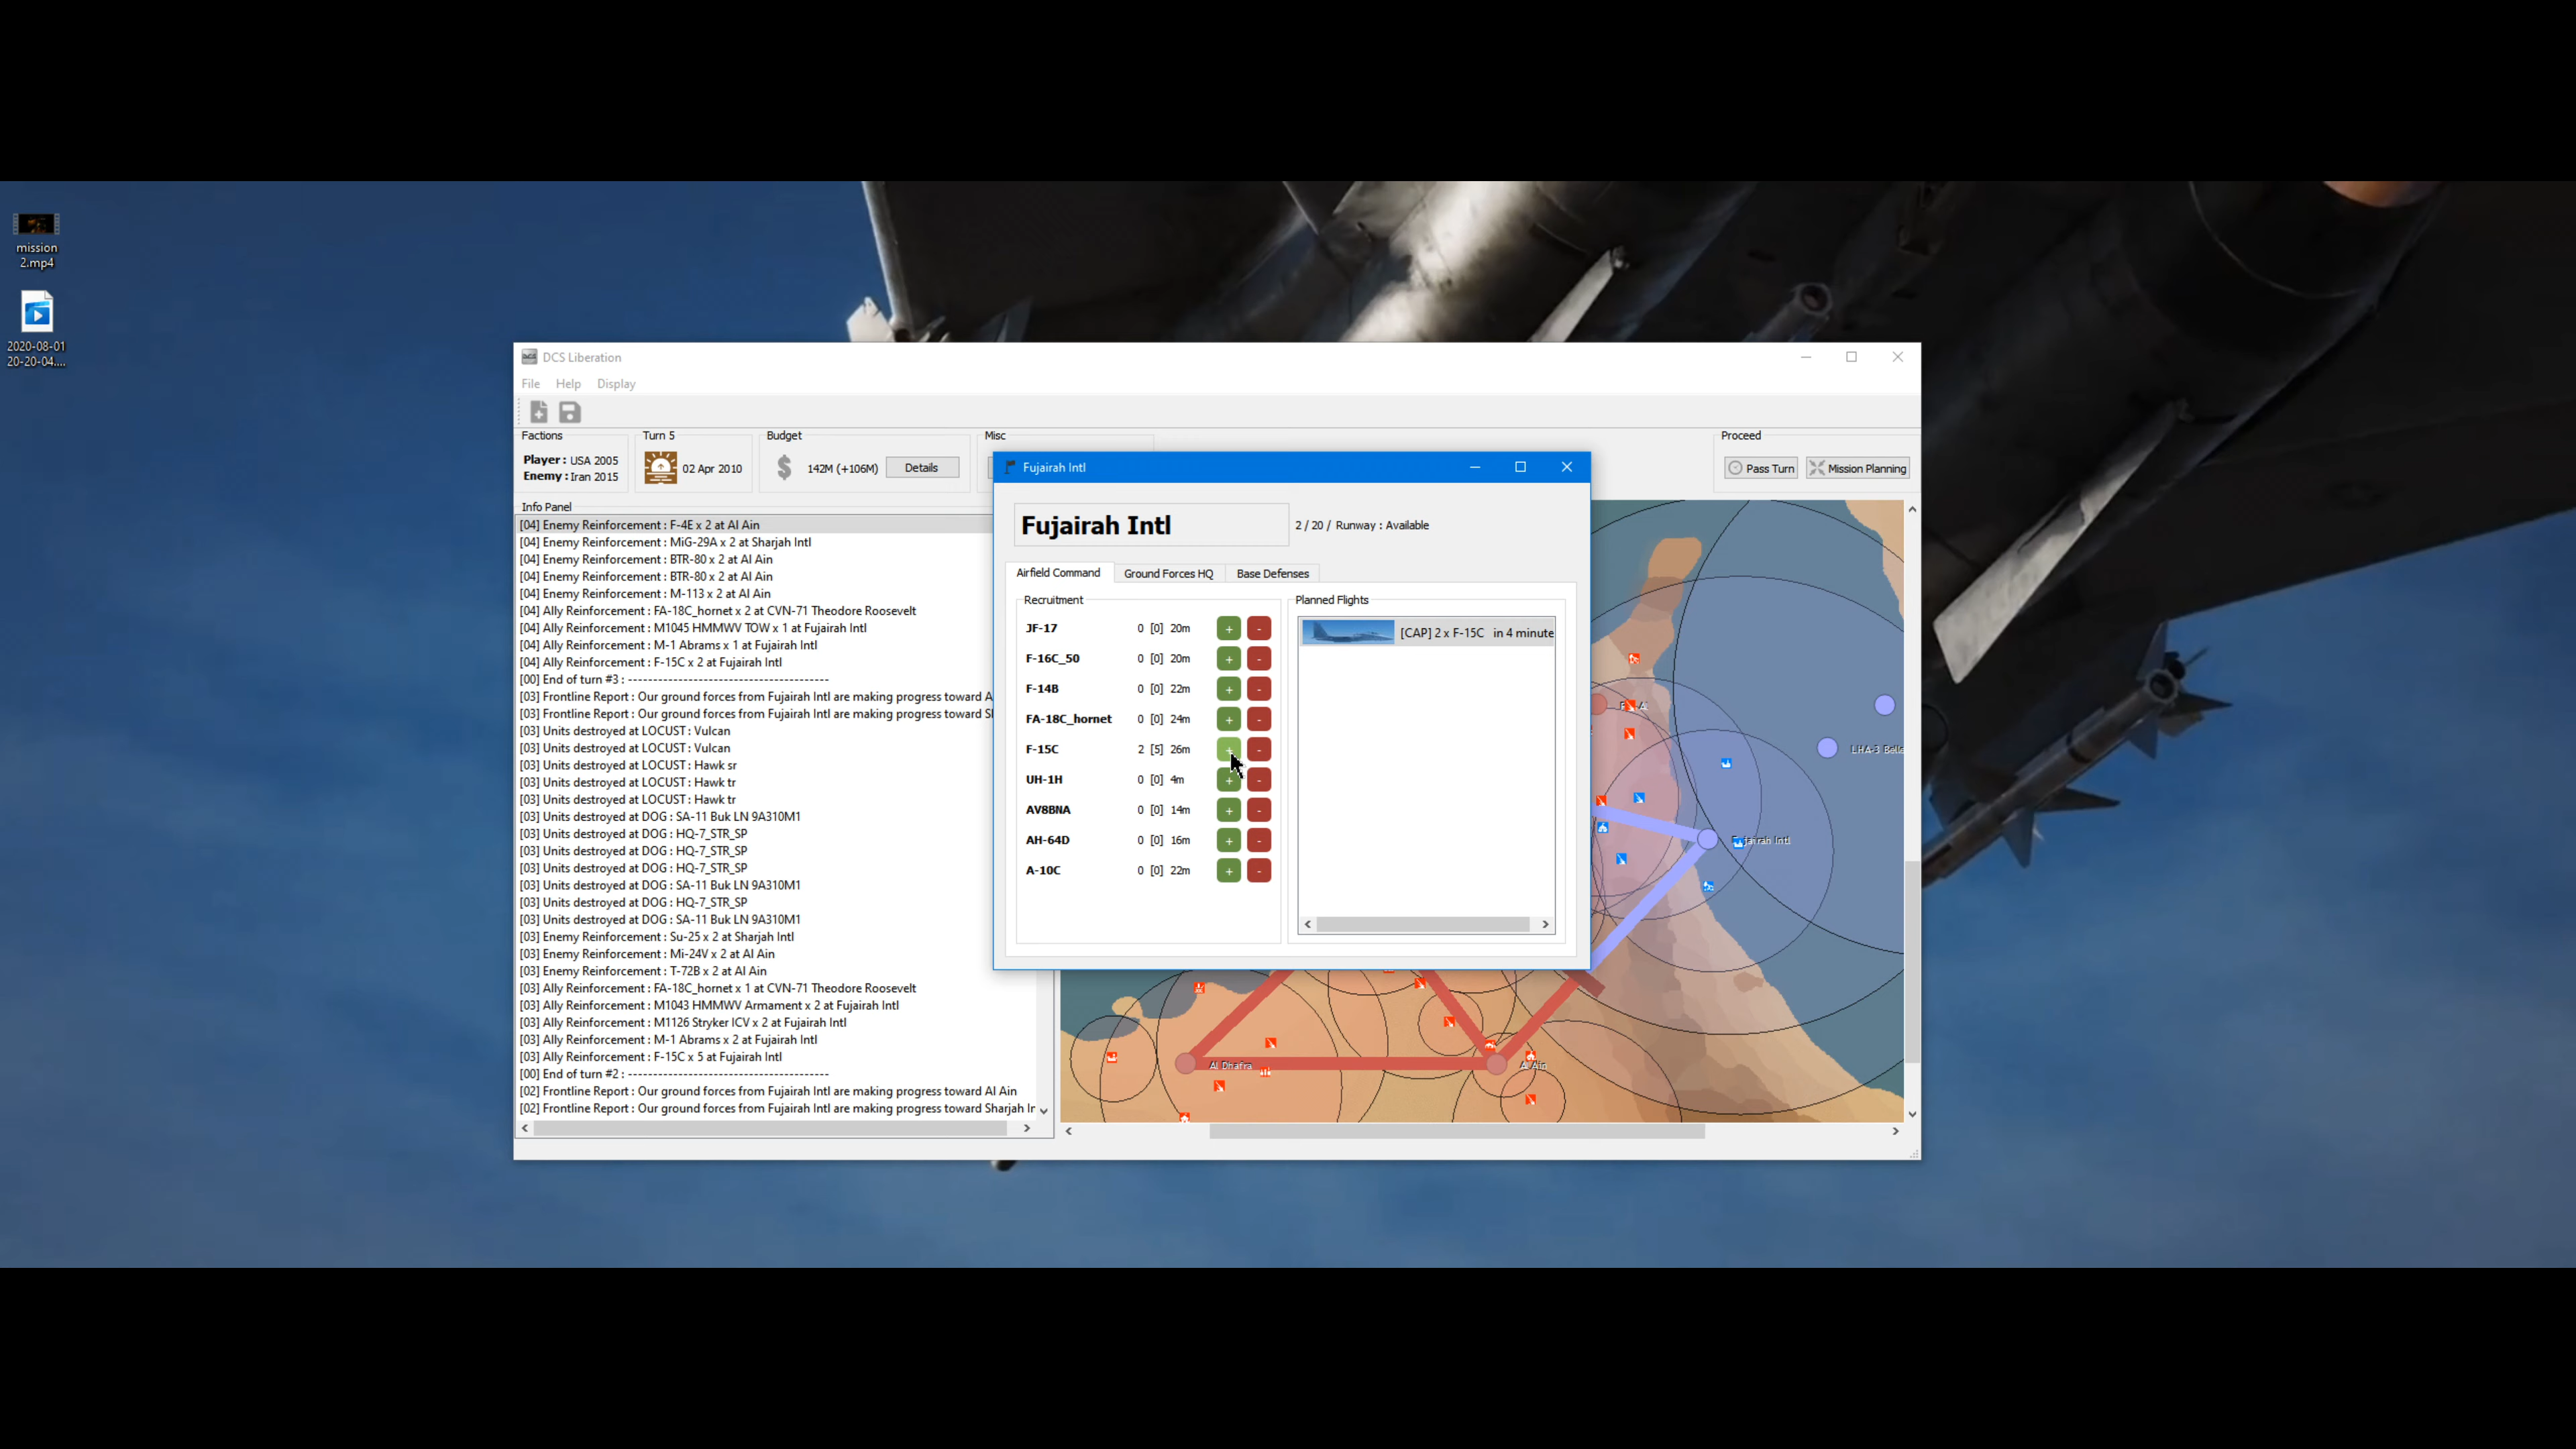 mission
2.mp4
2020-08-01
20-20-04....
DCS Liberation
File Help Display
Factions
Player : USA 2005
Enemy : Iran 2015
Turn 5
02 Apr 2010
Budget
142M (+106M) Details
Misc
Proceed
Pass Turn Mission Planning
Info Panel
[04] Enemy Reinforcement : F-4E x 2 at Al Ain
[04] Enemy Reinforcement : MiG-29A x 2 at Sharjah Intl
[04] Enemy Reinforcement : BTR-80 x 2 at Al Ain
[04] Enemy Reinforcement : BTR-80 x 2 at Al Ain
[04] Enemy Reinforcement : M-113 x 2 at Al Ain
[04] Ally Reinforcement : FA-18C_hornet x 2 at CVN-71 Theodore Roosevelt
[04] Ally Reinforcement : M1045 HMMWV TOW x 1 at Fujairah Intl
[04] Ally Reinforcement : M-1 Abrams x 1 at Fujairah Intl
[04] Ally Reinforcement : F-15C x 2 at Fujairah Intl
[00] End of turn #3 : ----------------------------------------
[03] Frontline Report : Our ground forces from Fujairah Intl are making progress toward A
[03] Frontline Report : Our ground forces from Fujairah Intl are making progress toward Sl
[03] Units destroyed at LOCUST : Vulcan
[03] Units destroyed at LOCUST : Vulcan
[03] Units destroyed at LOCUST : Hawk sr
[03] Units destroyed at LOCUST : Hawk tr
[03] Units destroyed at LOCUST : Hawk tr
[03] Units destroyed at DOG : SA-11 Buk LN 9A310M1
[03] Units destroyed at DOG : HQ-7_STR_SP
[03] Units destroyed at DOG : HQ-7_STR_SP
[03] Units destroyed at DOG : HQ-7_STR_SP
[03] Units destroyed at DOG : SA-11 Buk LN 9A310M1
[03] Units destroyed at DOG : HQ-7_STR_SP
[03] Units destroyed at DOG : SA-11 Buk LN 9A310M1
[03] Enemy Reinforcement : Su-25 x 2 at Sharjah Intl
[03] Enemy Reinforcement : Mi-24V x 2 at Al Ain
[03] Enemy Reinforcement : T-72B x 2 at Al Ain
[03] Ally Reinforcement : FA-18C_hornet x 1 at CVN-71 Theodore Roosevelt
[03] Ally Reinforcement : M1043 HMMWV Armament x 2 at Fujairah Intl
[03] Ally Reinforcement : M1126 Stryker ICV x 2 at Fujairah Intl
[03] Ally Reinforcement : M-1 Abrams x 2 at Fujairah Intl
[03] Ally Reinforcement : F-15C x 5 at Fujairah Intl
[00] End of turn #2 : ----------------------------------------
[02] Frontline Report : Our ground forces from Fujairah Intl are making progress toward Al Ain
[02] Frontline Report : Our ground forces from Fujairah Intl are making progress toward Sharjah Ir
Fujairah Intl
Fujairah Intl 2 / 20 / Runway : Available
Airfield Command Ground Forces HQ Base Defenses
Recruitment
JF-17 0 [0] 20m + -
F-16C_50 0 [0] 20m + -
F-14B 0 [0] 22m + -
FA-18C_hornet 0 [0] 24m + -
F-15C 2 [5] 26m + -
UH-1H 0 [0] 4m + -
AV8BNA 0 [0] 14m + -
AH-64D 0 [0] 16m + -
A-10C 0 [0] 22m + -
Planned Flights
[CAP] 2 x F-15C in 4 minute
LHA-3 Belle
jairah Intl
Al Dhafra
Al Ain